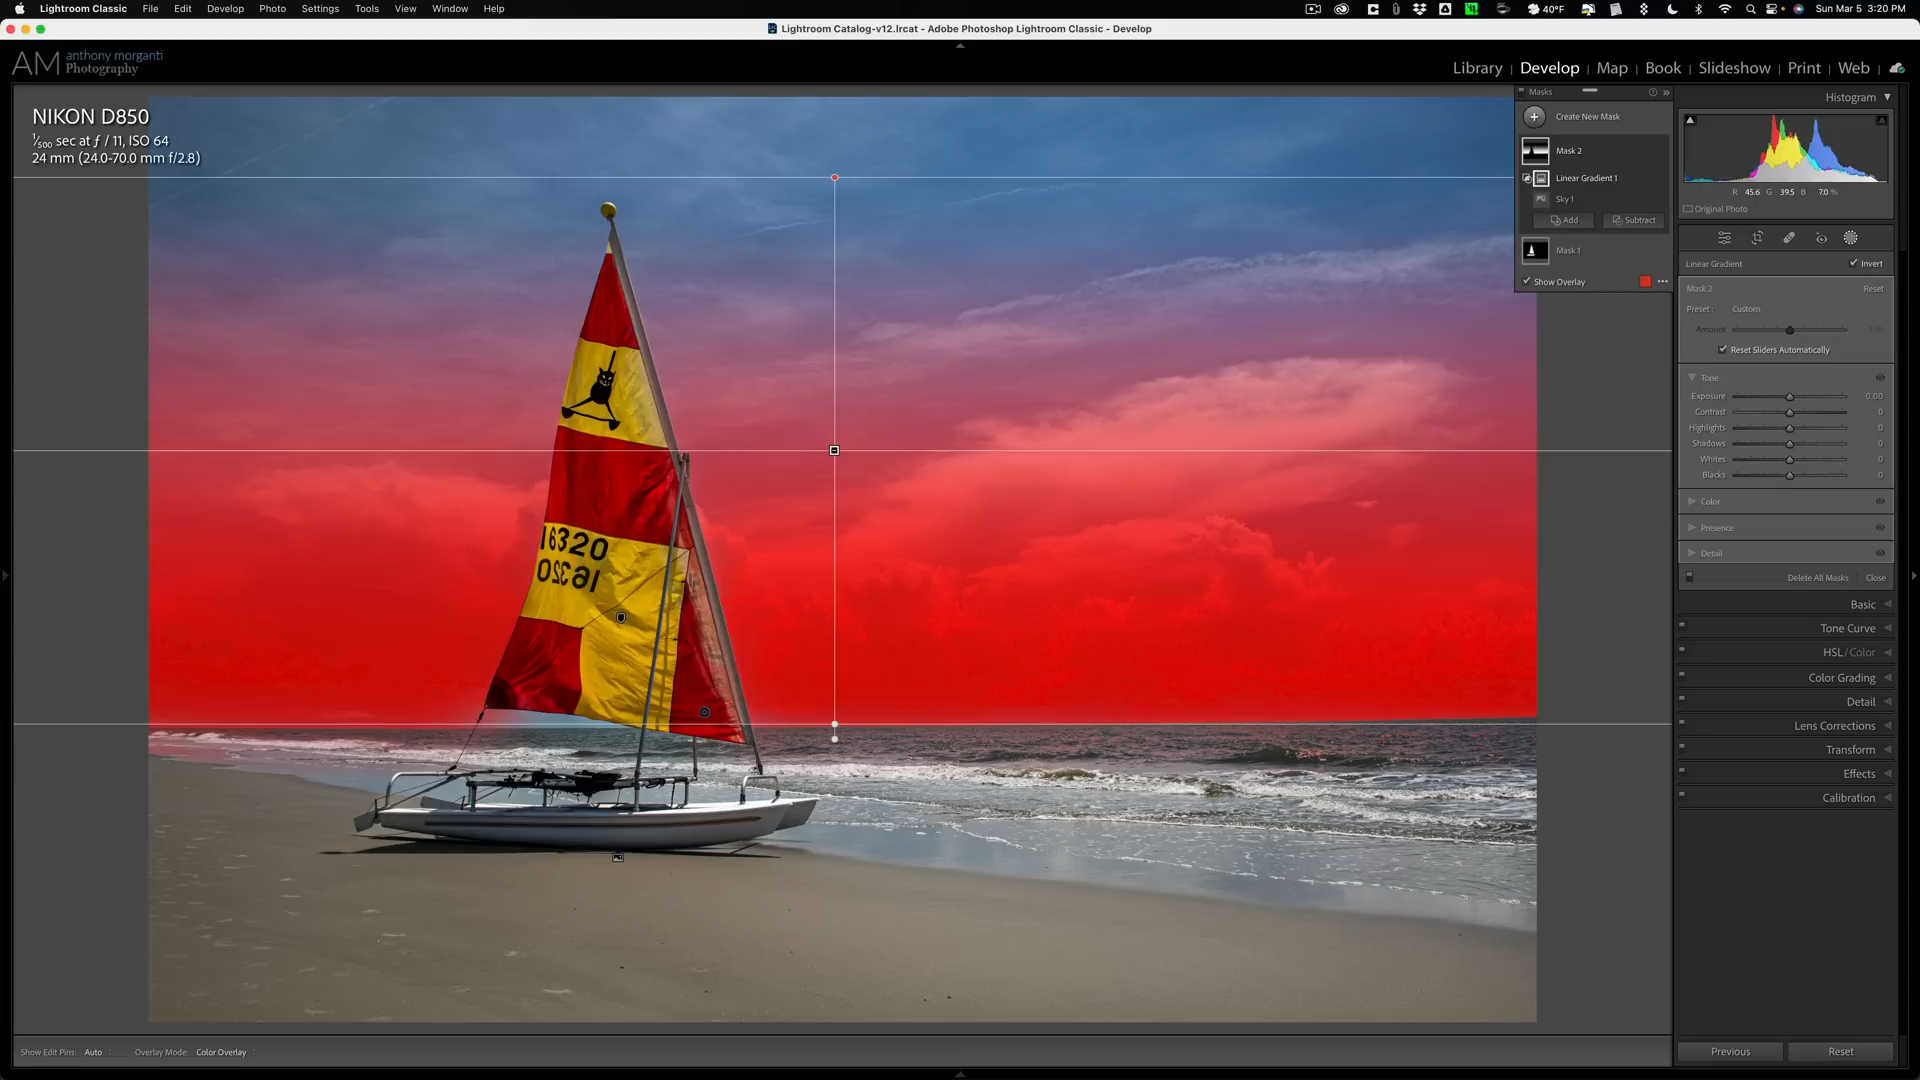 Lightroom Classic File Edit Develop Photo Settings Tools View Window Help
40°F Sun Mar 5 3:20 PM
Lightroom Catalog-v12.lrcat - Adobe Photoshop Lightroom Classic - Develop
AM anthony morganti
Photography
Library | Develop | Map | Book | Slideshow | Print | Web
NIKON D850
1/500 sec at ƒ / 11, ISO 64
24 mm (24.0-70.0 mm f/2.8)
16320
16320
Masks
Create New Mask
Mask 2
Linear Gradient 1
Sky 1
Add Subtract
Mask 1
Show Overlay
Histogram
R 45.6 G 39.5 B 7.0 %
Original Photo
Linear Gradient Invert
Mask 2 Reset
Preset : Custom
Amount 100
Reset Sliders Automatically
Tone
Exposure 0.00
Contrast 0
Highlights 0
Shadows 0
Whites 0
Blacks 0
Color
Presence
Detail
Delete All Masks Close
Basic
Tone Curve
HSL / Color
Color Grading
Detail
Lens Corrections
Transform
Effects
Calibration
Previous Reset
Show Edit Pins: Auto Overlay Mode: Color Overlay